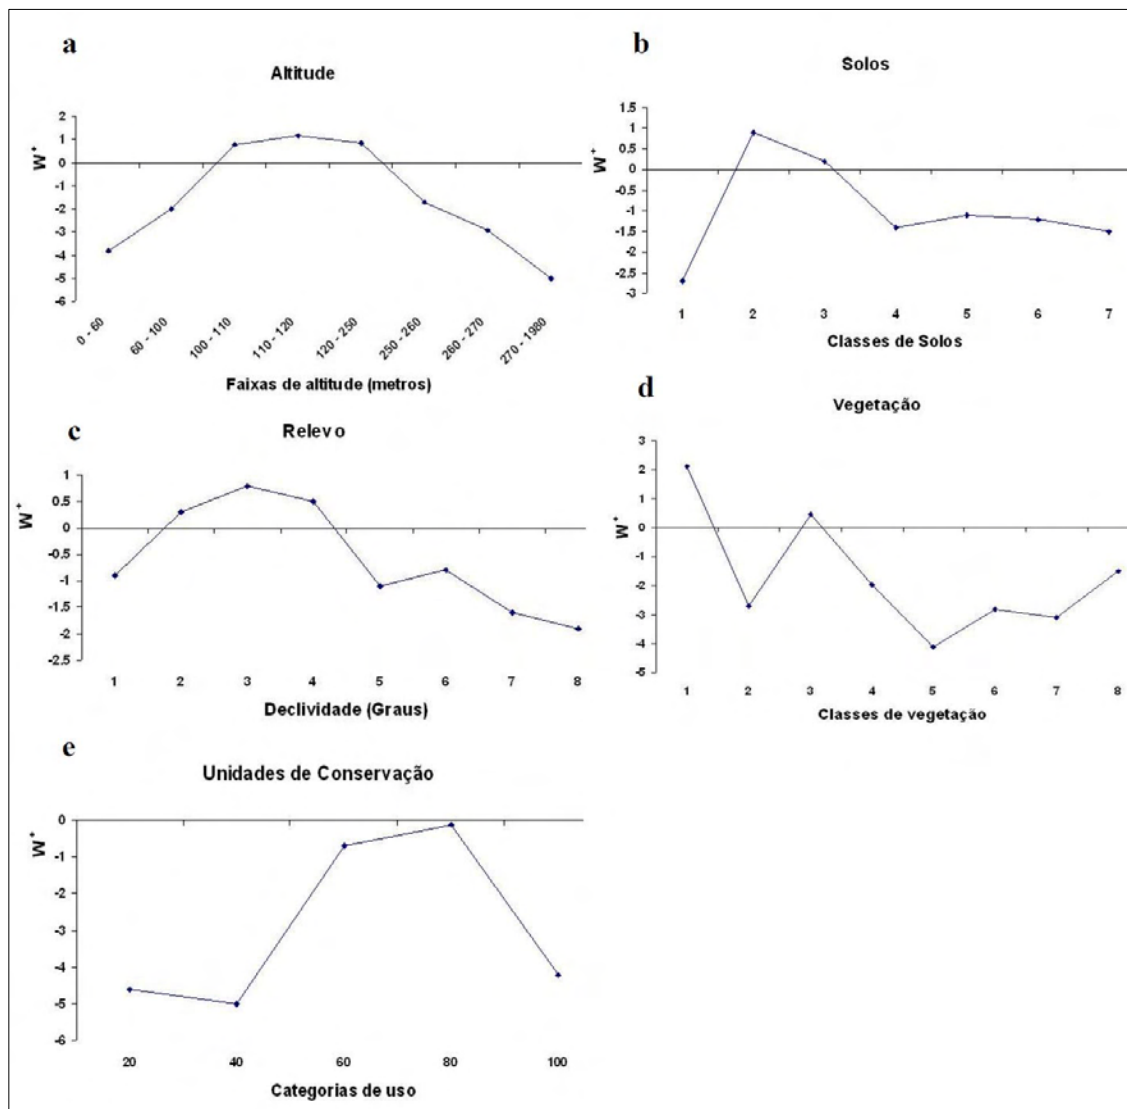 a
Altitude
W+
2
1
0
-1
-2
-3
-4
-5
-6
0 - 60
60 - 100
100 - 110
110 - 120
120 - 250
250 - 260
260 - 270
270 - 1980
Faixas de altitude (metros)
b
Solos
W+
1.5
1
0.5
0
-0.5
-1
-1.5
-2
-2.5
-3
1 2 3 4 5 6 7
Classes de Solos
c
Relevo
W+
1
0.5
0
-0.5
-1
-1.5
-2
-2.5
1 2 3 4 5 6 7 8
Declividade (Graus)
d
Vegetação
W+
3
2
1
0
-1
-2
-3
-4
-5
1 2 3 4 5 6 7 8
Classes de vegetação
e
Unidades de Conservação
W+
0
-1
-2
-3
-4
-5
-6
20 40 60 80 100
Categorias de uso